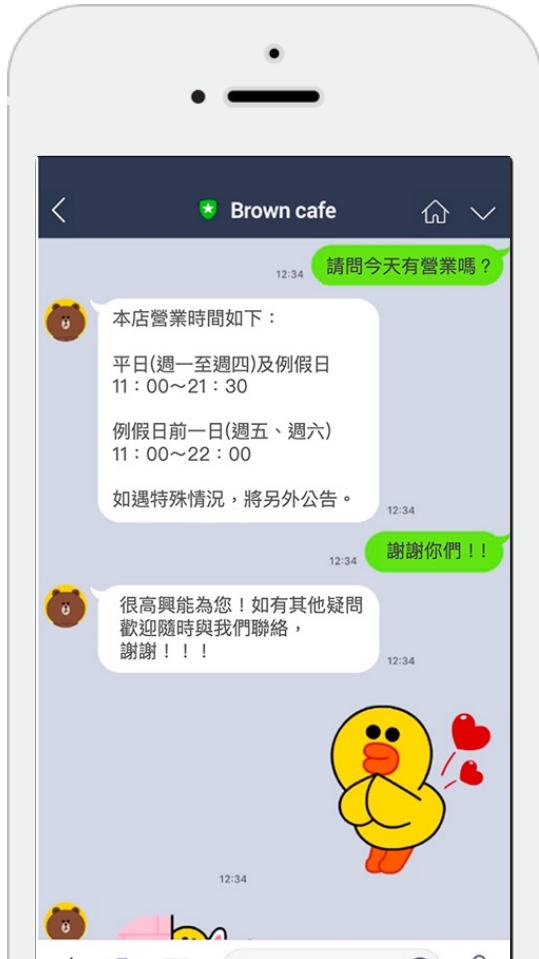 Brown cafe
請問今天有營業嗎？
12:34
本店營業時間如下：
平日(週一至週四)及例假日
11：00～21：30
例假日前一日(週五、週六)
11：00～22：00
如遇特殊情況，將另外公告。
12:34
謝謝你們！！
12:34
很高興能為您！如有其他疑問
歡迎隨時與我們聯絡，
謝謝！！！
12:34
12:34